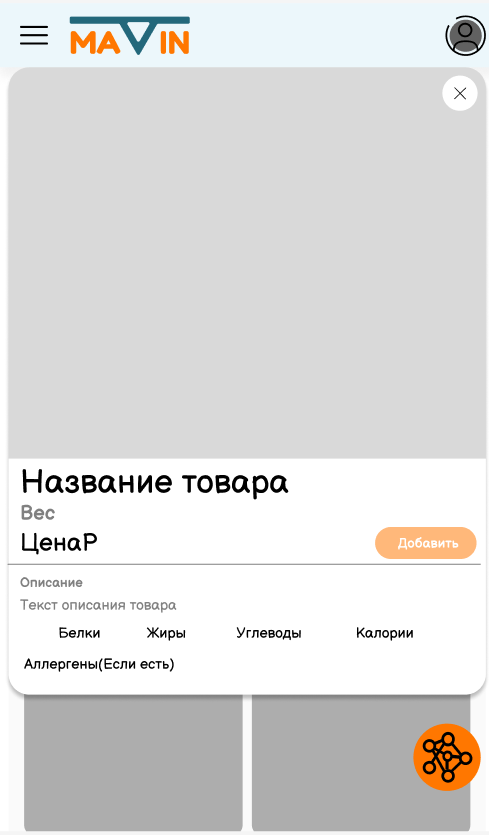 MAVIN
Название товара
Вес
ЦенаР
Добавить
Описание
Текст описания товара
Белки Жиры Углеводы Калории
Аллергены(Если есть)